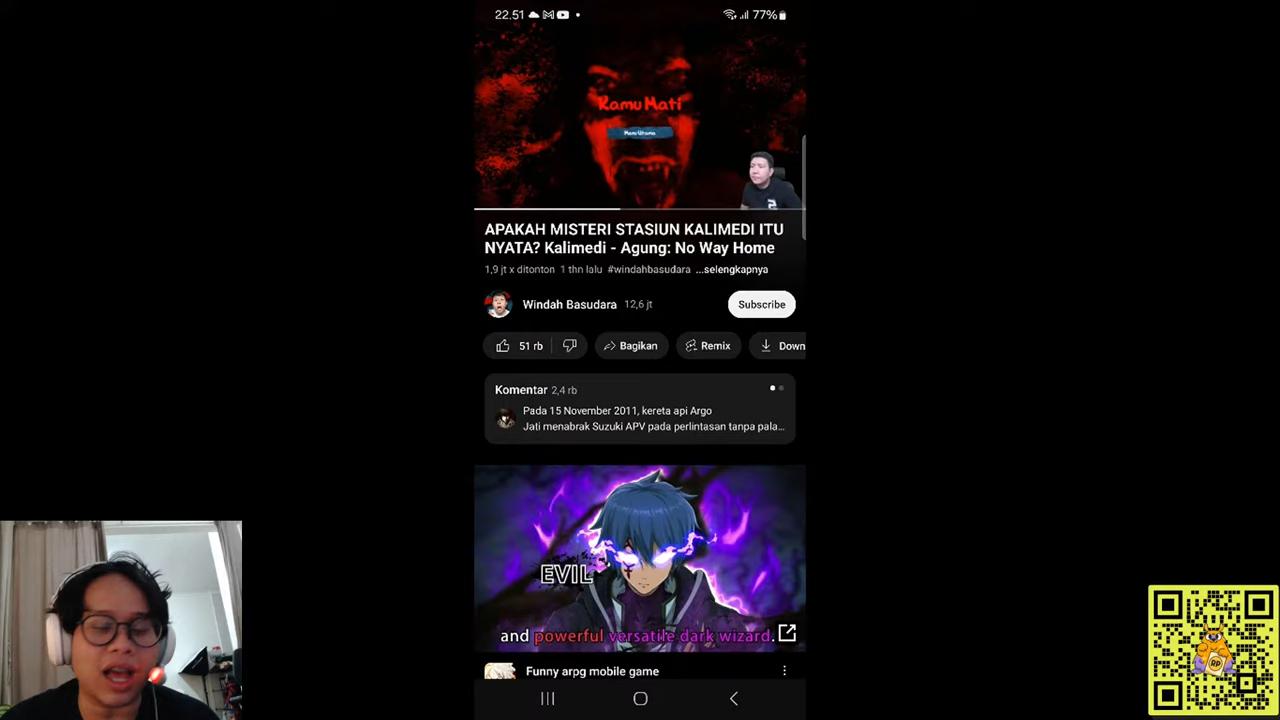 22.51
77%
Kamu Mati
Menu Utama
APAKAH MISTERI STASIUN KALIMEDI ITU
NYATA? Kalimedi - Agung: No Way Home
1,9 jt x ditonton 1 thn lalu #windahbasudara ...selengkapnya
Windah Basudara 12,6 jt
Subscribe
51 rb
Bagikan
Remix
Down
Komentar 2,4 rb
Pada 15 November 2011, kereta api Argo
Jati menabrak Suzuki APV pada perlintasan tanpa pala...
EVIL
and powerful versatile dark wizard.
Funny arpg mobile game
RP